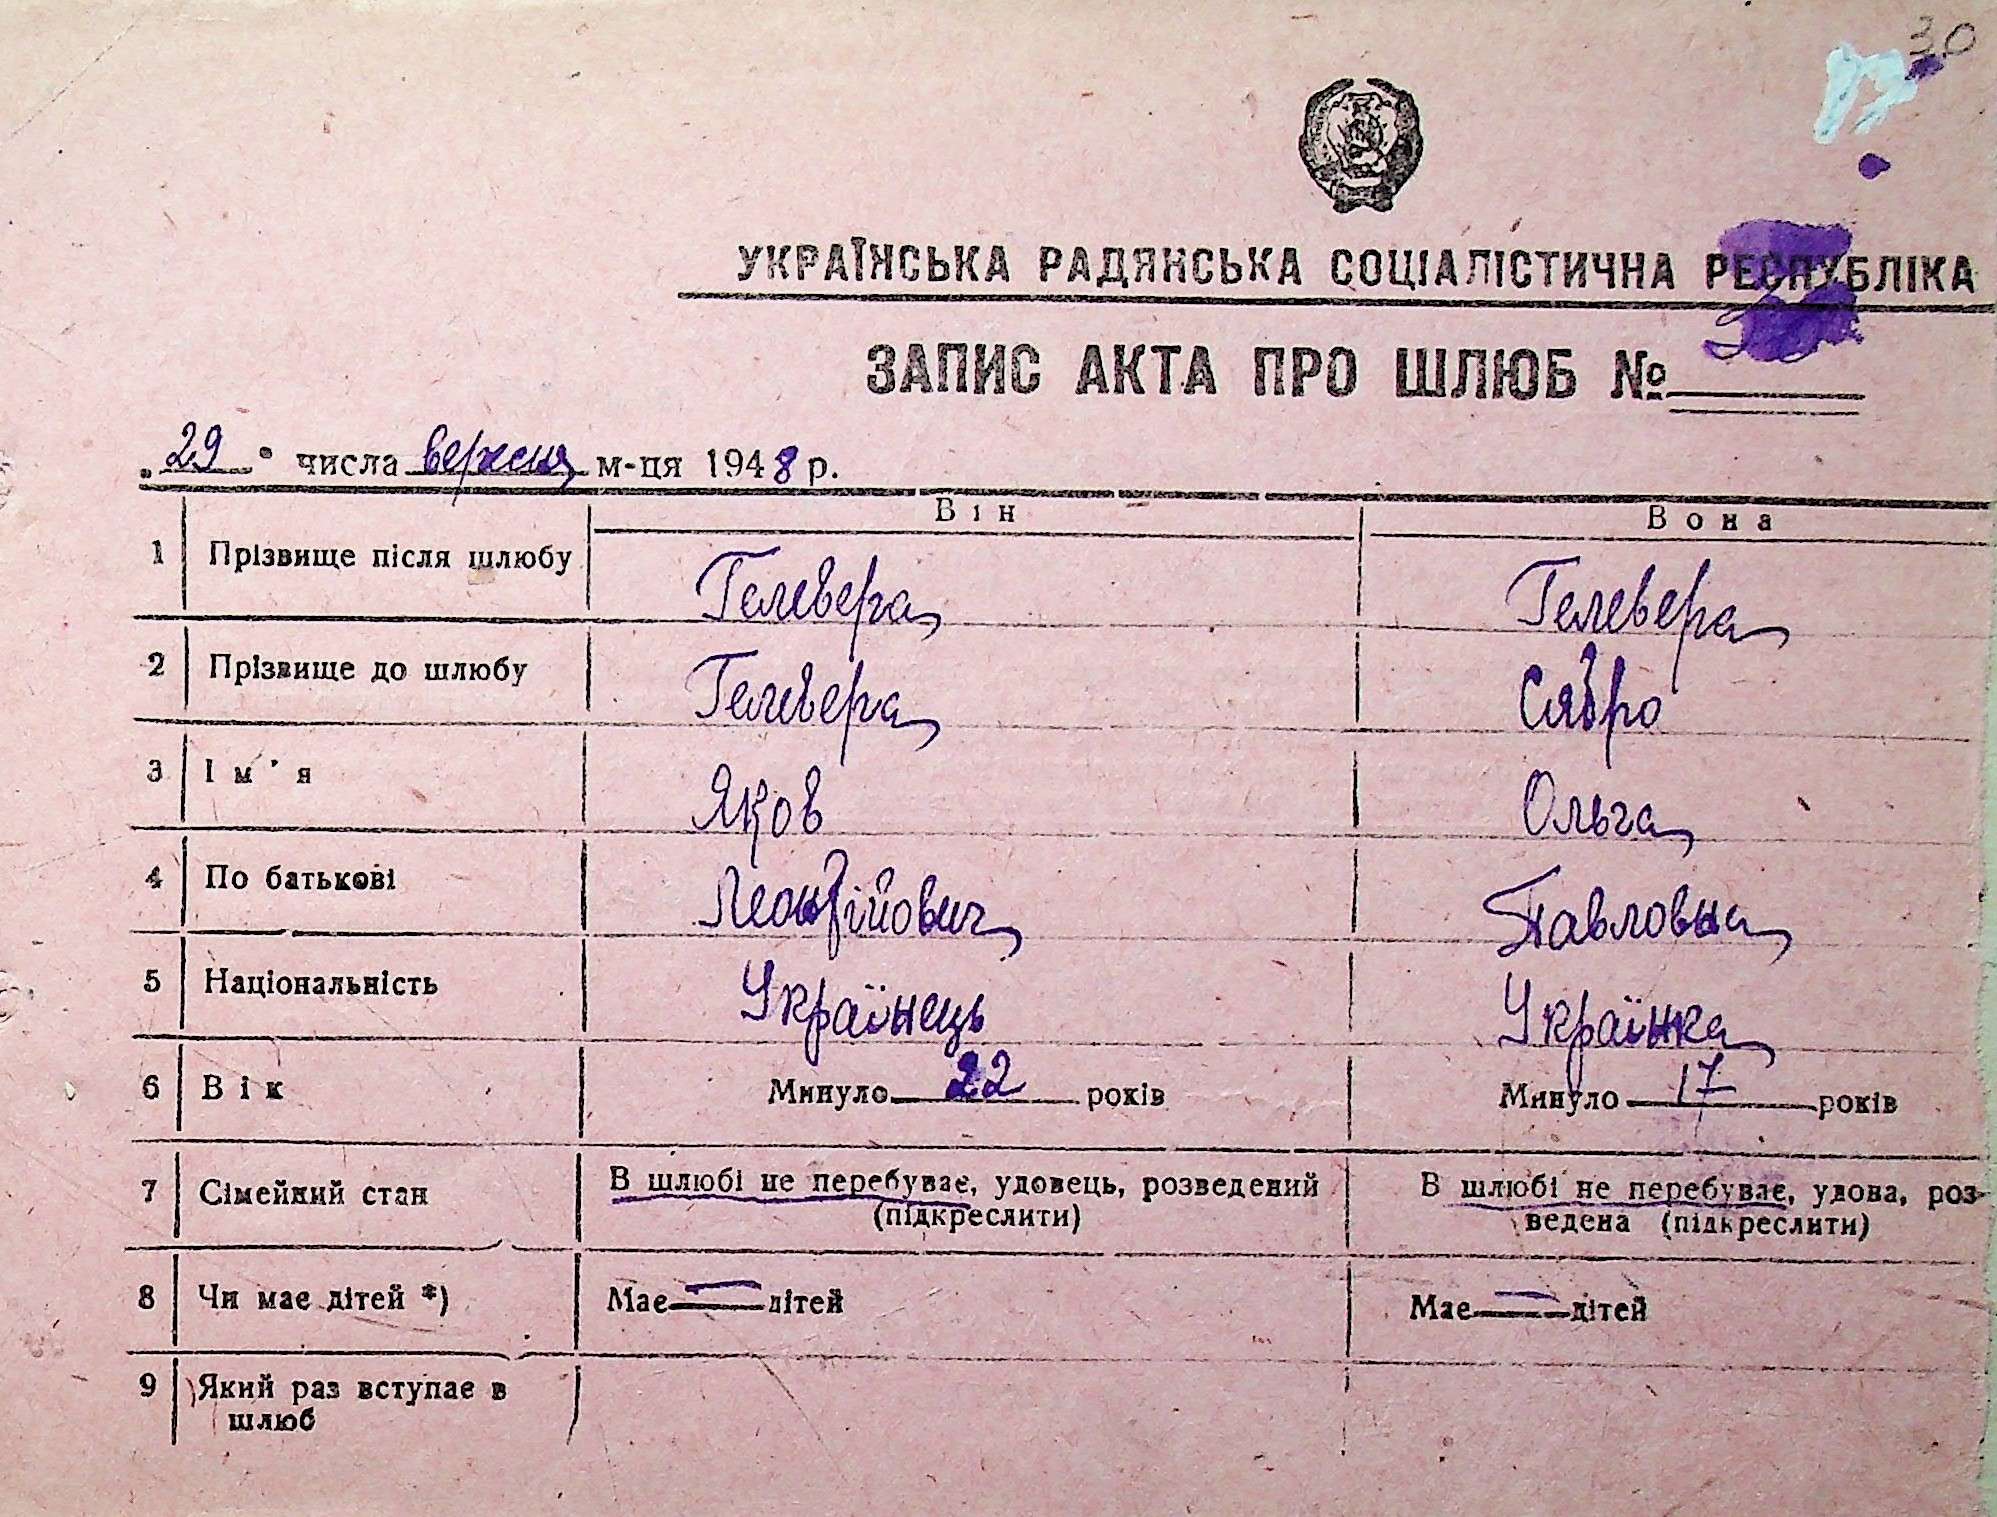 30
УКРАЇНСЬКА РАДЯНСЬКА СОЦІАЛІСТИЧНА РЕСПУБЛІКА
ЗАПИС АКТА ПРО ШЛЮБ №
„29" числа вересня м-ця 1948 р.
Він Вона
1 Прізвище після шлюбу Гелевера Гелевера
2 Прізвище до шлюбу Гелевера Сябро
3 Ім'я Яков Ольга
4 По батькові Леонтійович Павловна
5 Національність Українець Українка
6 Вік Минуло 22 років Минуло 17 років
7 Сімейний стан В шлюбі не перебуває, удовець, розведений (підкреслити) В шлюбі не перебуває, удова, роз-
ведена (підкреслити)
8 Чи має дітей *) Має — дітей Має — дітей
9 Який раз вступає в
шлюб